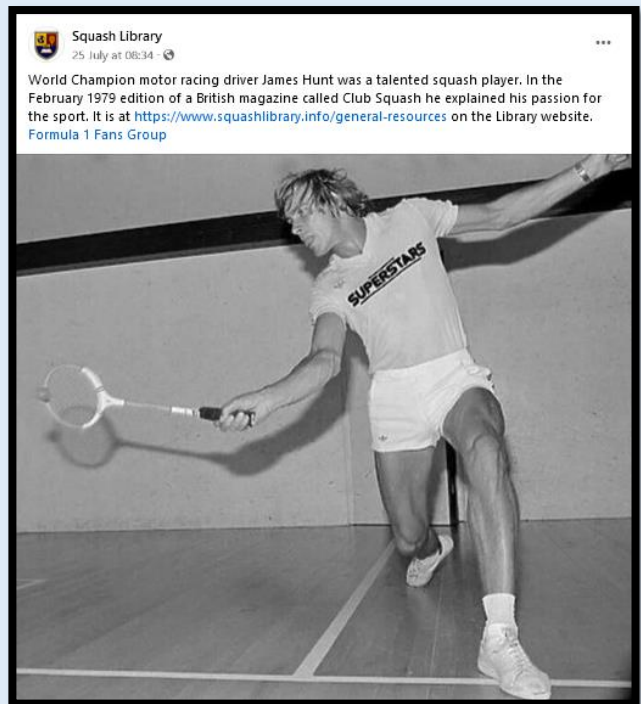 Squash Library
25 July at 08:34 ·
World Champion motor racing driver James Hunt was a talented squash player. In the
February 1979 edition of a British magazine called Club Squash he explained his passion for
the sport. It is at https://www.squashlibrary.info/general-resources on the Library website.
Formula 1 Fans Group
SUPERSTARS